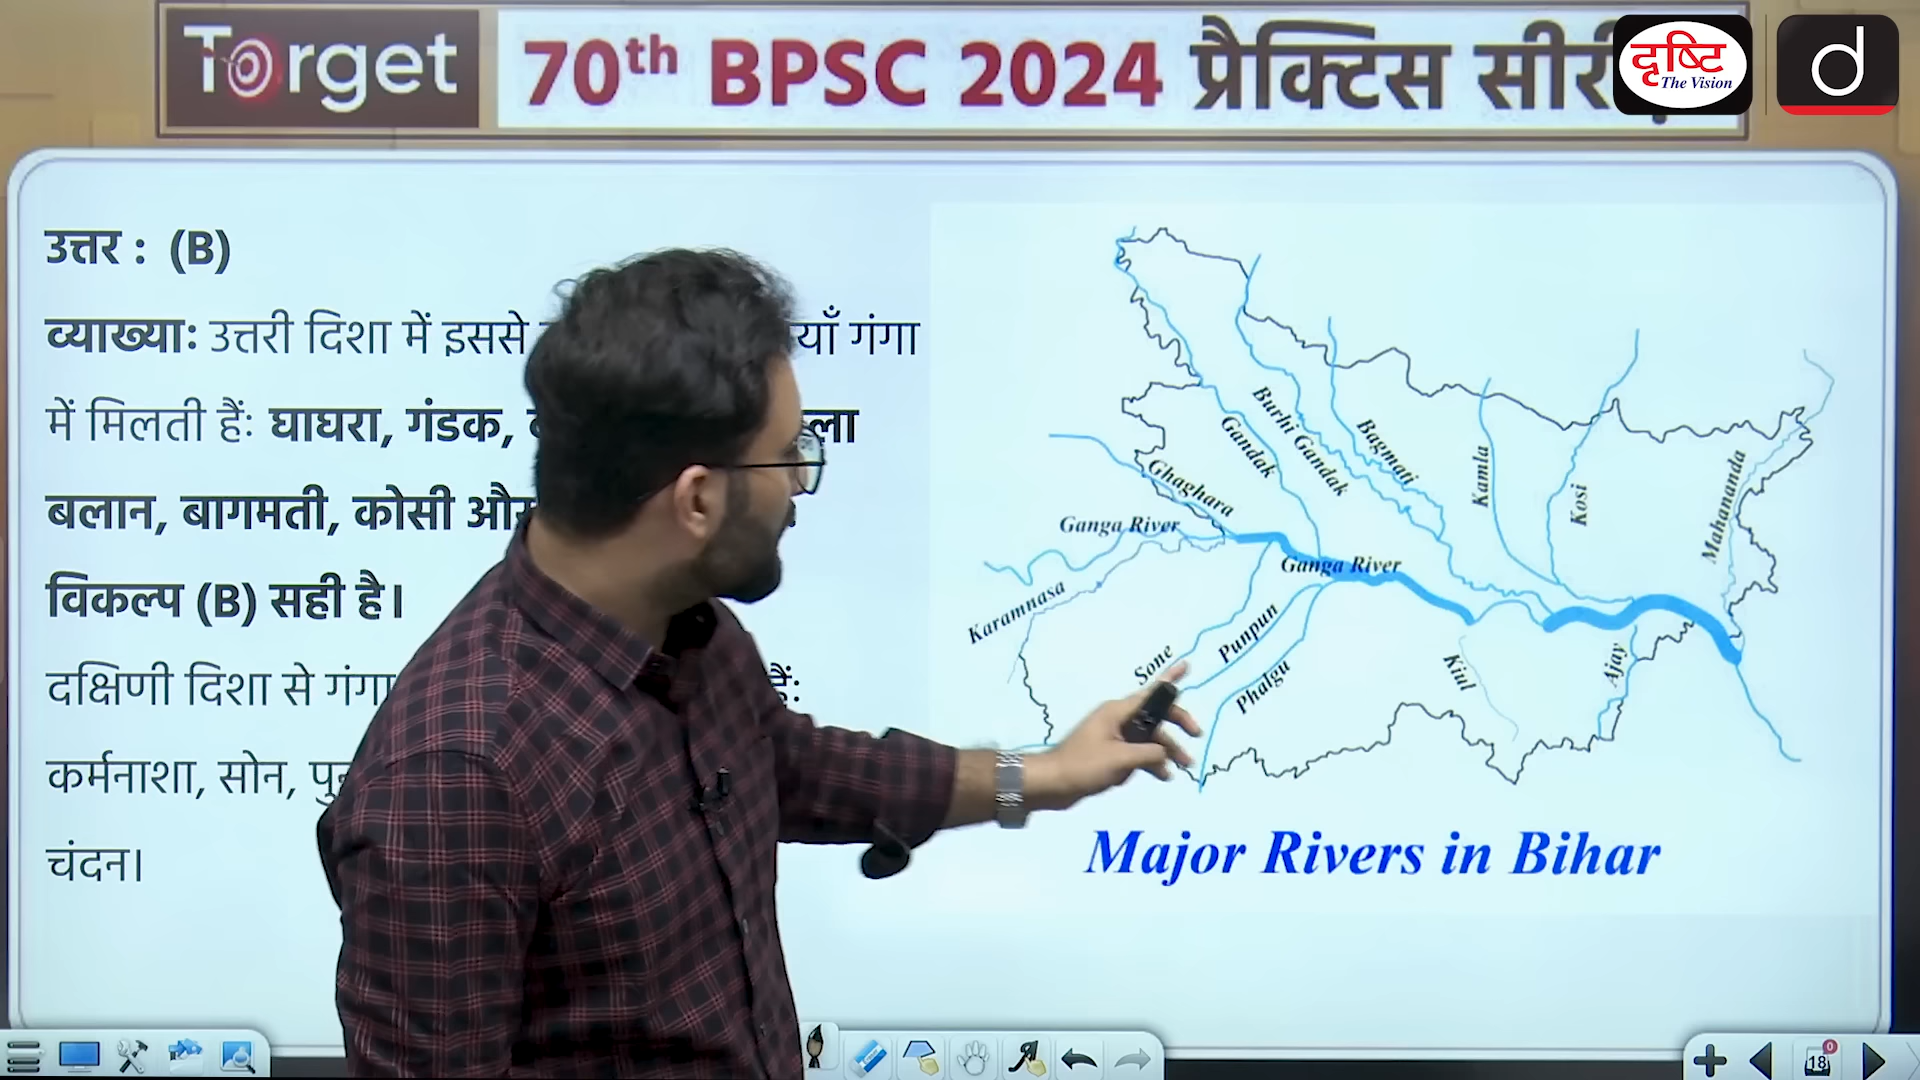 Target
70th BPSC 2024 प्रैक्टिस
दृष्टि
The Vision
d
उत्तर : (B)
व्याख्याः उत्तरी दिशा में इससे गंगा
में मिलती हैंः घाघरा, गंडक,
बलान, बागमती, कोसी
विकल्प (B) सही है।
दक्षिणी दिशा से गंगा
कर्मनाशा, सोन,
चंदन।
Burhi Gandak
Gandak
Bagmati
Kamla
Kosi
Mahananda
Ghaghara
Ganga River
Ganga River
Karamnasa
Sone
Punpun
Phalgu
Kiul
Ajay
Major Rivers in Bihar
18
0